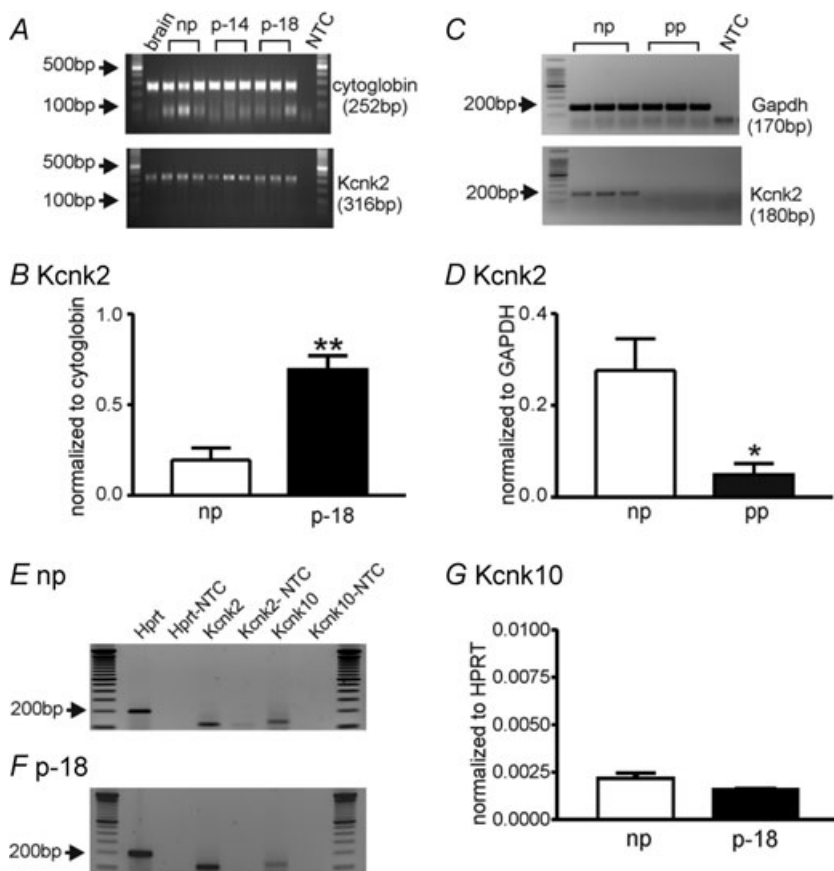 A
brain np p-14 p-18 NTC
500bp
100bp
cytoglobin
(252bp)
500bp
100bp
Kcnk2
(316bp)
C
np pp NTC
200bp
Gapdh
(170bp)
200bp
Kcnk2
(180bp)
B Kcnk2
normalized to cytoglobin
1.0
0.5
0.0
**
np p-18
D Kcnk2
normalized to GAPDH
0.4
0.2
0.0
*
np pp
E np
Hprt Hprt-NTC Kcnk2 Kcnk2- NTC Kcnk10 Kcnk10-NTC
200bp
F p-18
200bp
G Kcnk10
normalized to HPRT
0.0100
0.0075
0.0050
0.0025
0.0000
np p-18